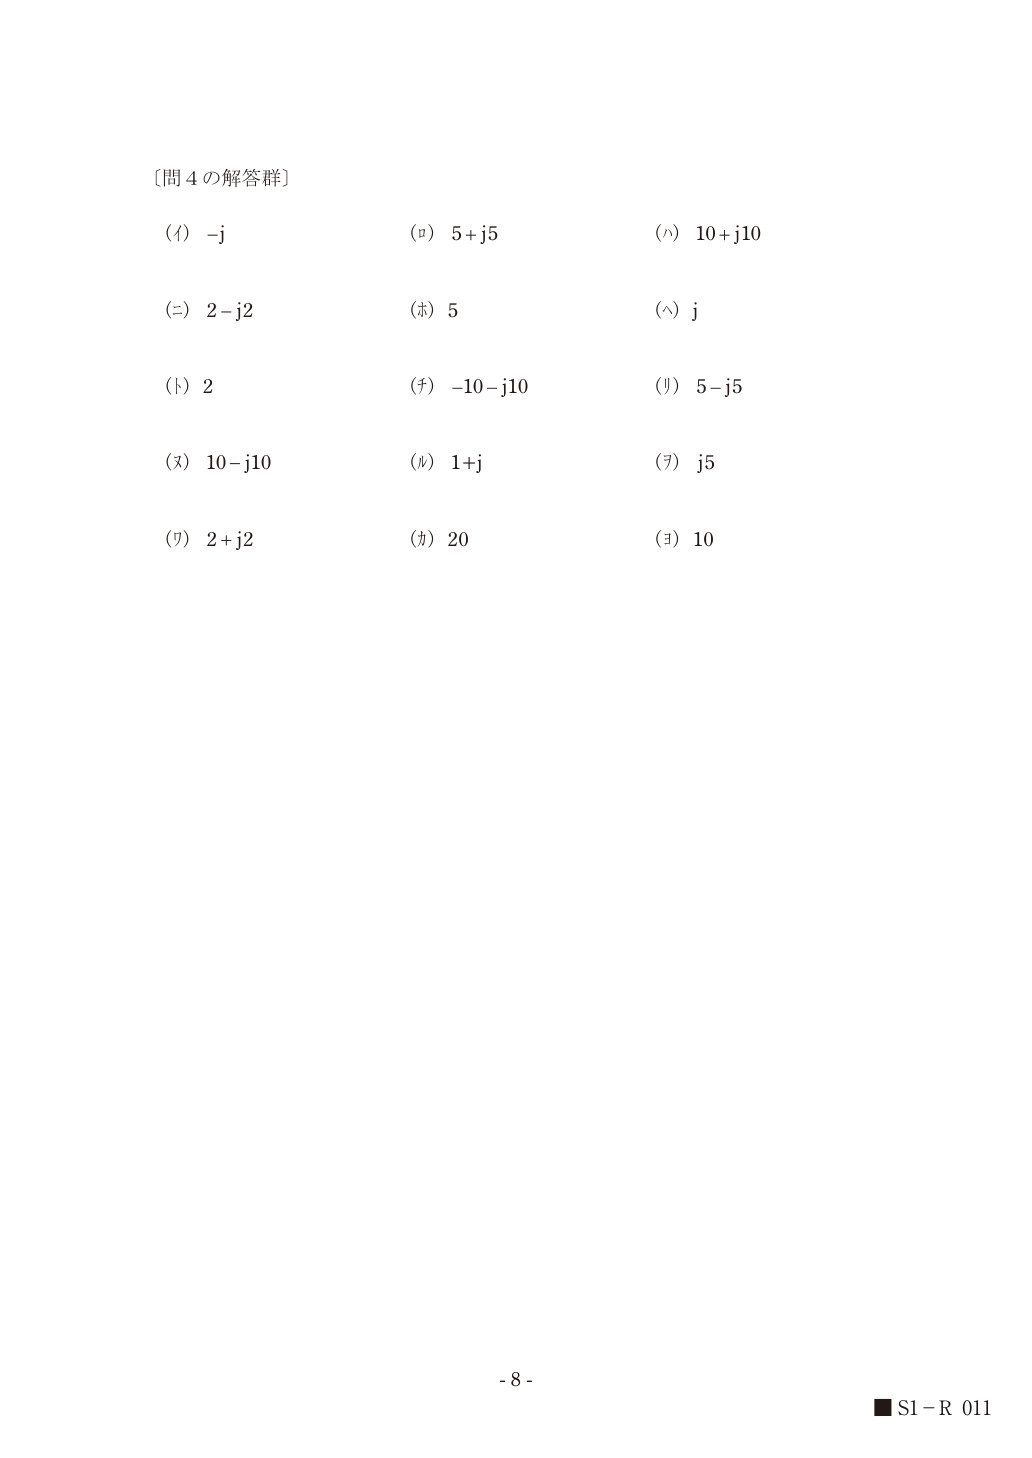 〔問４の解答群〕
（ｲ） –j （ﾛ） 5 + j5 （ﾊ） 10 + j10
（ﾆ） 2 – j2 （ﾎ） 5 （ﾍ） j
（ﾄ） 2 （ﾁ） –10 – j10 （ﾘ） 5 – j5
（ﾇ） 10 – j10 （ﾙ） 1+j （ｦ） j5
（ﾜ） 2 + j2 （ｶ） 20 （ﾖ） 10
- 8 -
■ S1－R 011